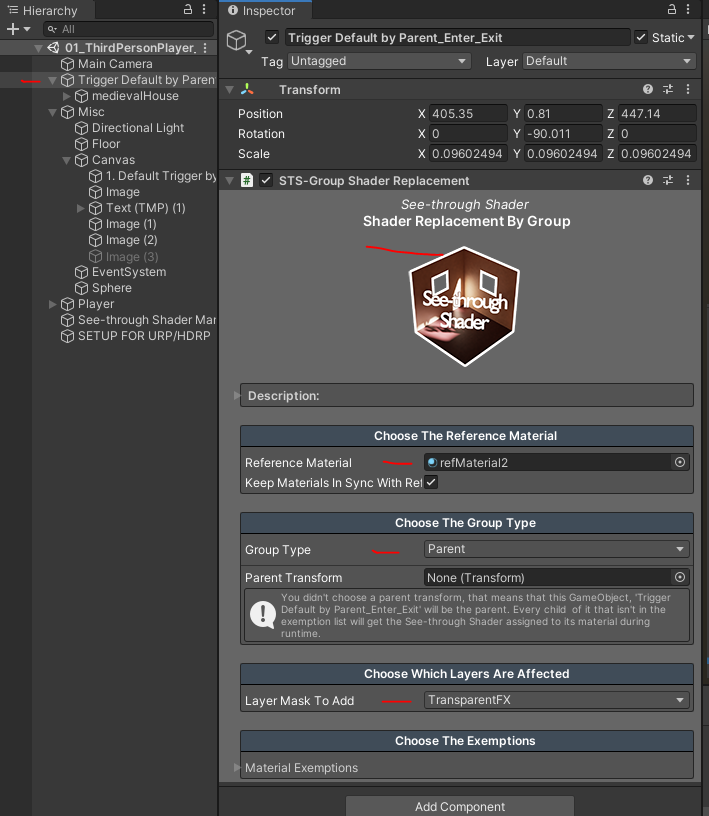 Hierarchy
All
01_ThirdPersonPlayer_
Main Camera
Trigger Default by Paren
medievalHouse
Misc
Directional Light
Floor
Canvas
1. Default Trigger by
Image
Text (TMP) (1)
Image (1)
Image (2)
Image (3)
EventSystem
Sphere
Player
See-through Shader Mar
SETUP FOR URP/HDRP
Inspector
Trigger Default by Parent_Enter_Exit
Static
Tag Untagged Layer Default
Transform
Position X 405.35 Y 0.81 Z 447.14
Rotation X 0 Y -90.011 Z 0
Scale X 0.09602494 Y 0.09602494 Z 0.09602494
# STS-Group Shader Replacement
See-through Shader
Shader Replacement By Group
See-through
Shader
Description:
Choose The Reference Material
Reference Material refMaterial2
Keep Materials In Sync With Ref
Choose The Group Type
Group Type Parent
Parent Transform None (Transform)
You didn't choose a parent transform, that means that this GameObject, 'Trigger
Default by Parent_Enter_Exit' will be the parent. Every child of it that isn't in the
exemption list will get the See-through Shader assigned to its material during
runtime.
Choose Which Layers Are Affected
Layer Mask To Add TransparentFX
Choose The Exemptions
Material Exemptions
Add Component